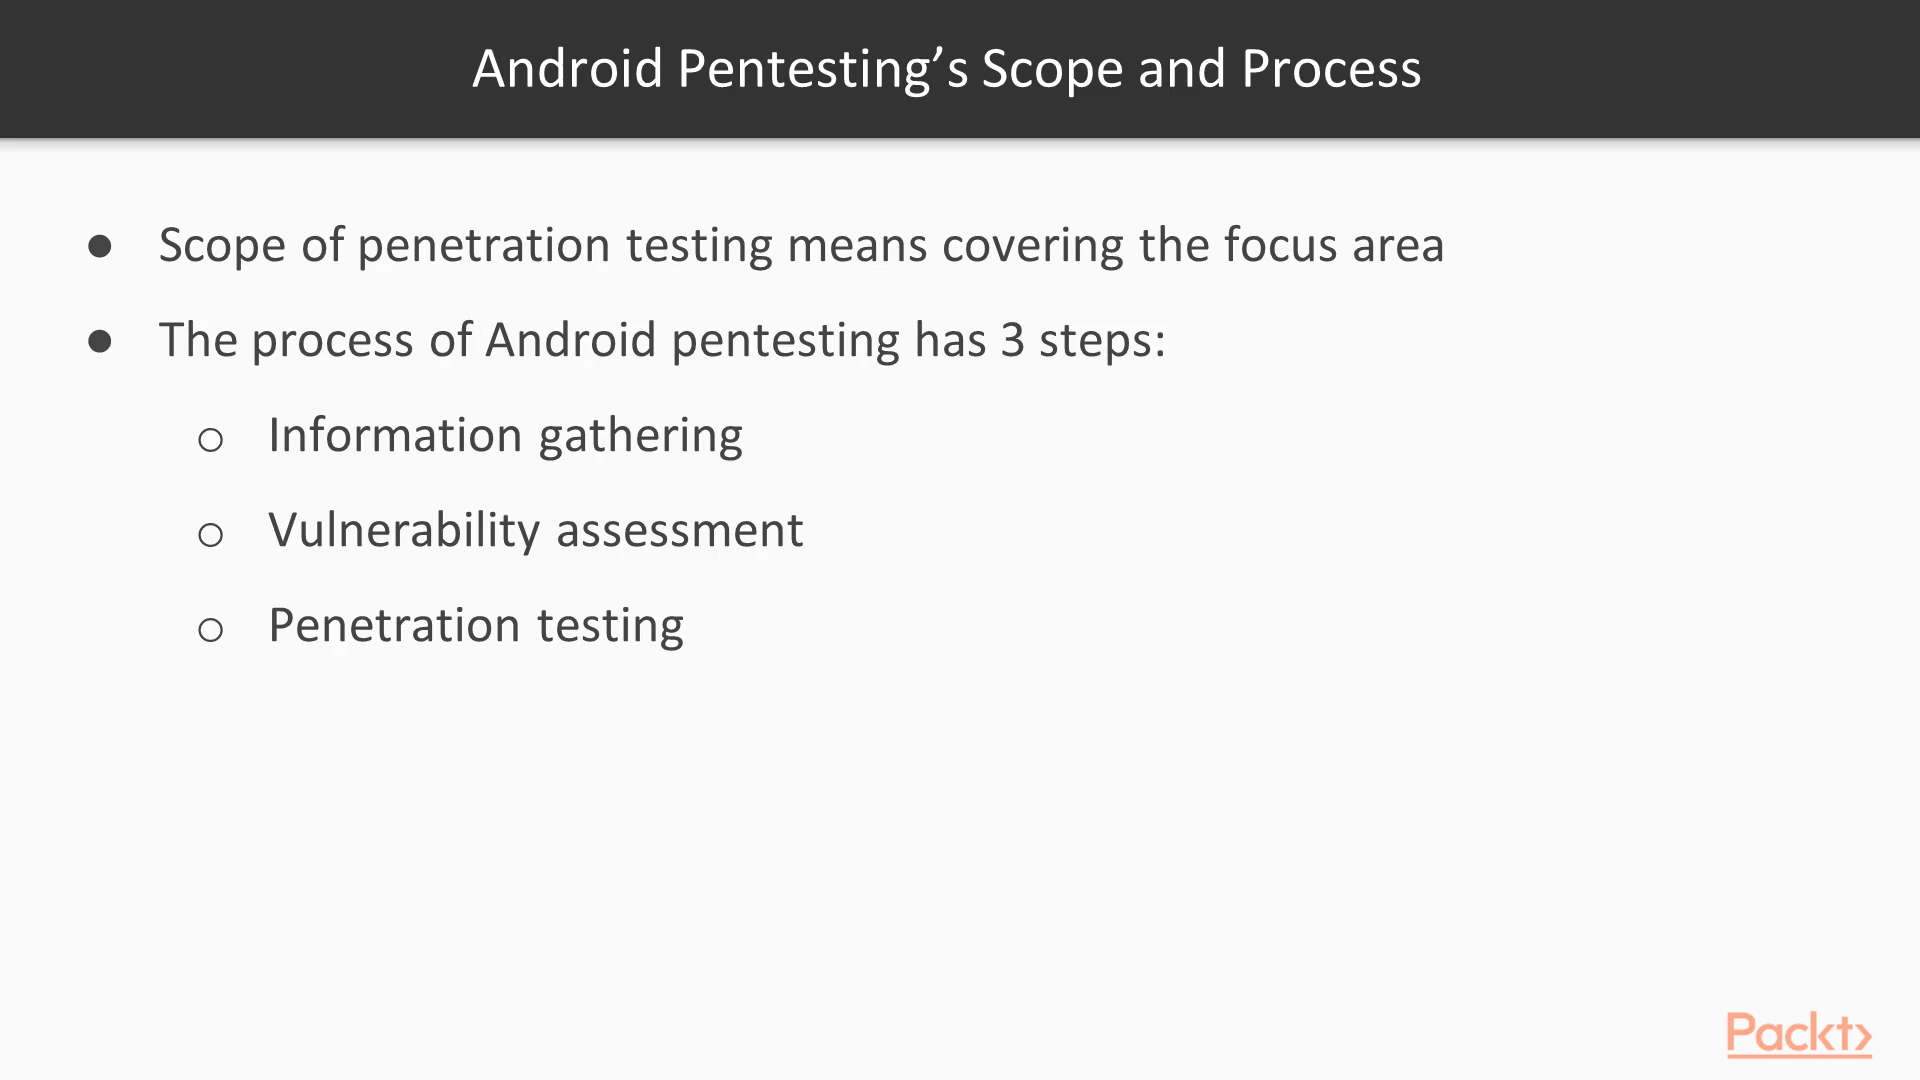 Android Pentesting’s Scope and Process
● Scope of penetration testing means covering the focus area
● The process of Android pentesting has 3 steps:
○ Information gathering
○ Vulnerability assessment
○ Penetration testing
Packt>